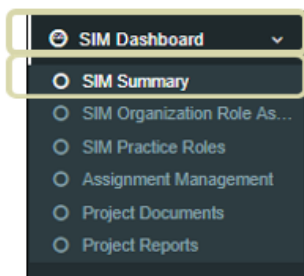 SIM Dashboard
SIM Summary
SIM Organization Role As...
SIM Practice Roles
Assignment Management
Project Documents
Project Reports